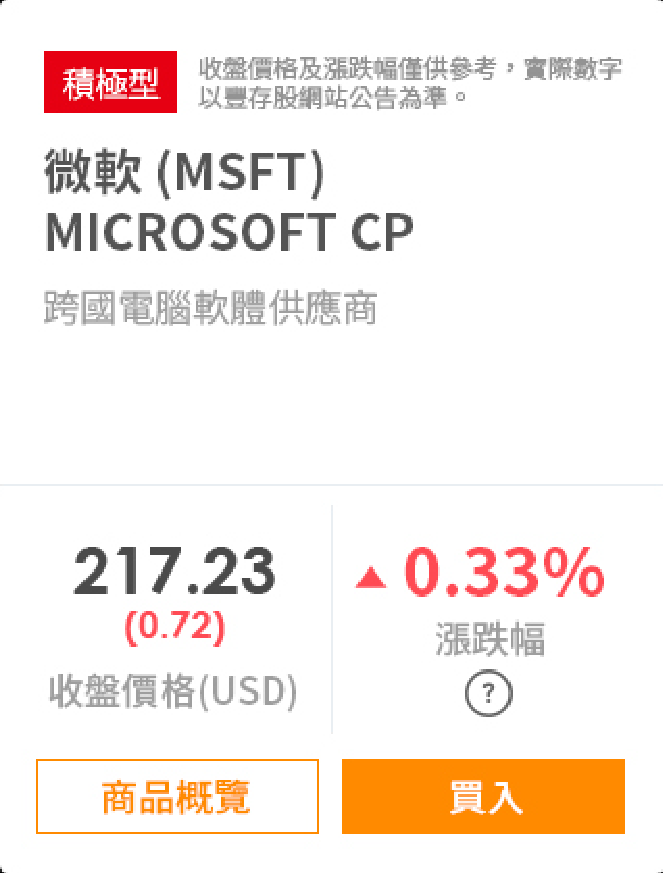 積極型
收盤價格及漲跌幅僅供參考，實際數字
以豐存股網站公告為準。
微軟 (MSFT)
MICROSOFT CP
跨國電腦軟體供應商
217.23
(0.72)
收盤價格(USD)
▲ 0.33%
漲跌幅
?
商品概覽
買入